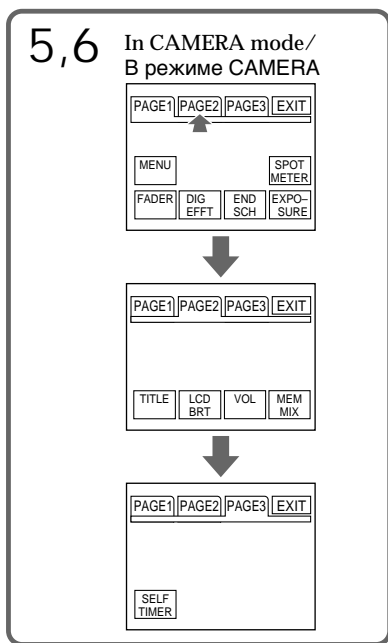 5,6 In CAMERA mode/
В режиме CAMERA
PAGE1 PAGE2 PAGE3 EXIT
MENU SPOT METER
FADER DIG EFFT END SCH EXPO– SURE
PAGE1 PAGE2 PAGE3 EXIT
TITLE LCD BRT VOL MEM MIX
PAGE1 PAGE2 PAGE3 EXIT
SELF TIMER